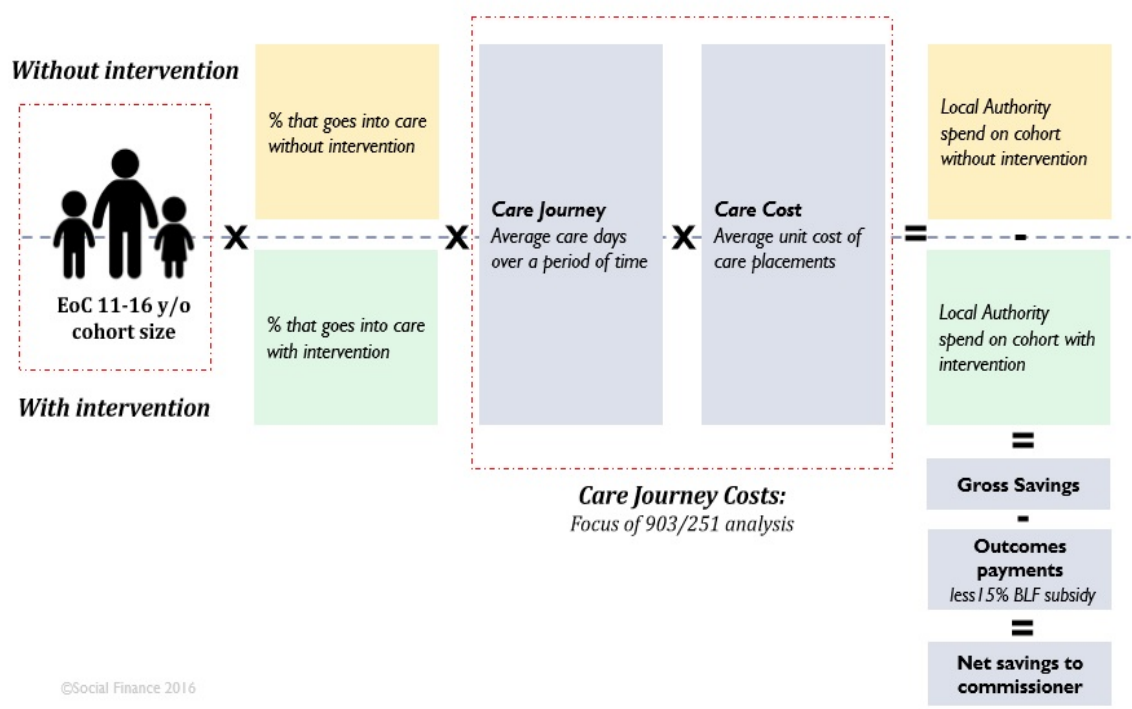 Without intervention
EoC 11-16 y/o
cohort size
With intervention
x
% that goes into care
without intervention
% that goes into care
with intervention
x
Care Journey
Average care days
over a period of time
x
Care Cost
Average unit cost of
care placements
Care Journey Costs:
Focus of 903/251 analysis
=
Local Authority
spend on cohort
without intervention
-
Local Authority
spend on cohort with
intervention
=
Gross Savings
-
Outcomes
payments
less15% BLF subsidy
=
Net savings to
commissioner
©Social Finance 2016